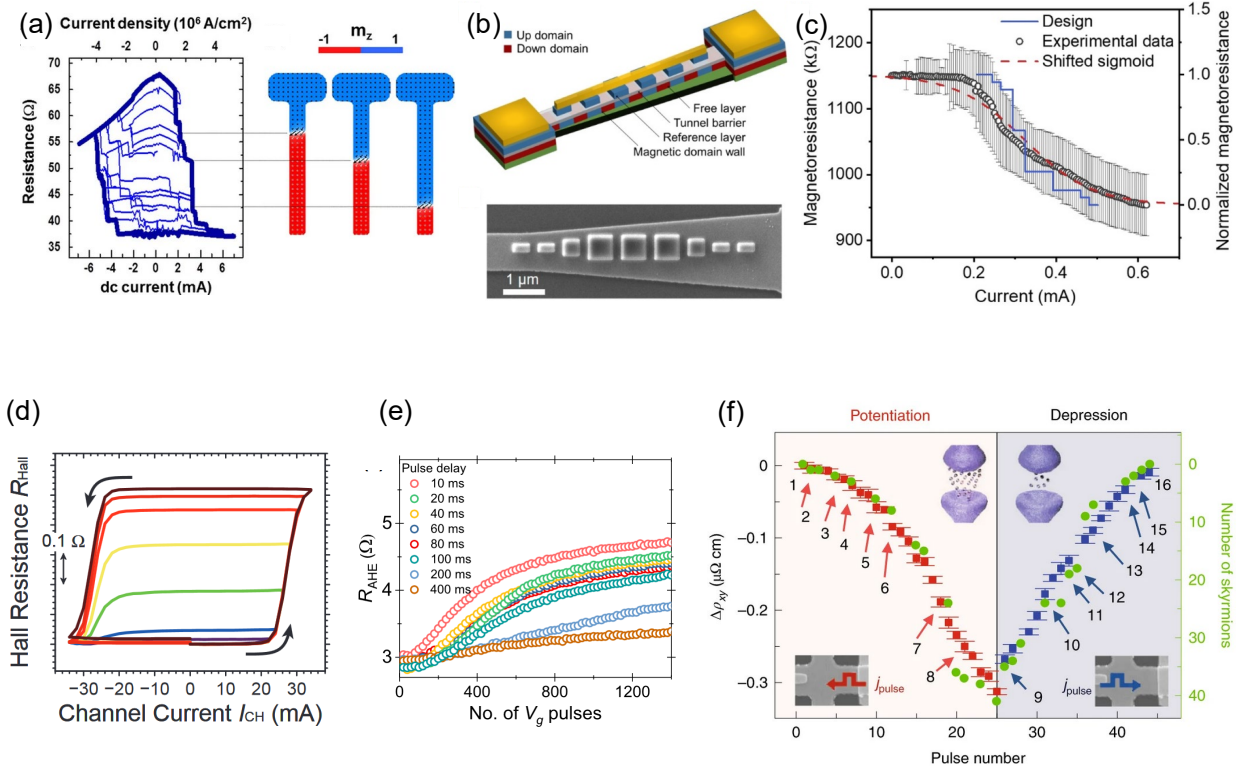 (a)
Current density (10⁶ A/cm²)
-4 -2 0 2 4
70
65
60
55
50
45
40
35
Resistance (Ω)
-6 -4 -2 0 2 4 6
dc current (mA)
m_z
-1 1
(b)
Up domain
Down domain
Free layer
Tunnel barrier
Reference layer
Magnetic domain wall
1 µm
(c)
Design
Experimental data
Shifted sigmoid
1200
1100
1000
900
Magnetoresistance (kΩ)
0.0 0.2 0.4 0.6
Current (mA)
1.5
1.0
0.5
0.0
Normalized magnetoresistance
(d)
Hall Resistance R_Hall
0.1 Ω
-30 -20 -10 0 10 20 30
Channel Current I_CH (mA)
(e)
Pulse delay
10 ms
20 ms
40 ms
60 ms
80 ms
100 ms
200 ms
400 ms
5
4
3
R_AHE (Ω)
0 400 800 1200
No. of V_g pulses
(f)
Potentiation Depression
0
−0.1
−0.2
−0.3
Δρ_xy (µΩ cm)
1
2
3
4
5
6
7
8
9
10
11
12
13
14
15
16
j_pulse
j_pulse
0
10
20
30
40
Number of skyrmions
0 10 20 30 40
Pulse number